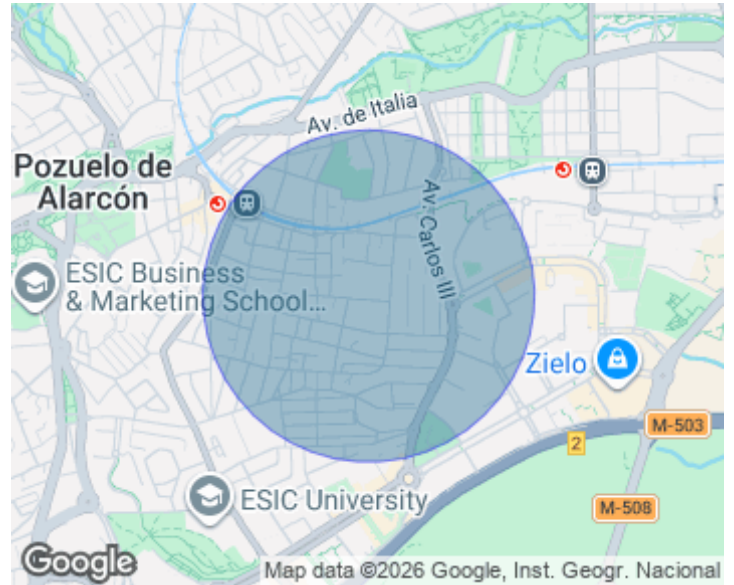 Av. de Italia
Pozuelo de
Alarcón
Av. Carlos III
ESIC Business
& Marketing School...
Zielo
M-503
2
ESIC University
M-508
Google
Map data ©2026 Google, Inst. Geogr. Nacional